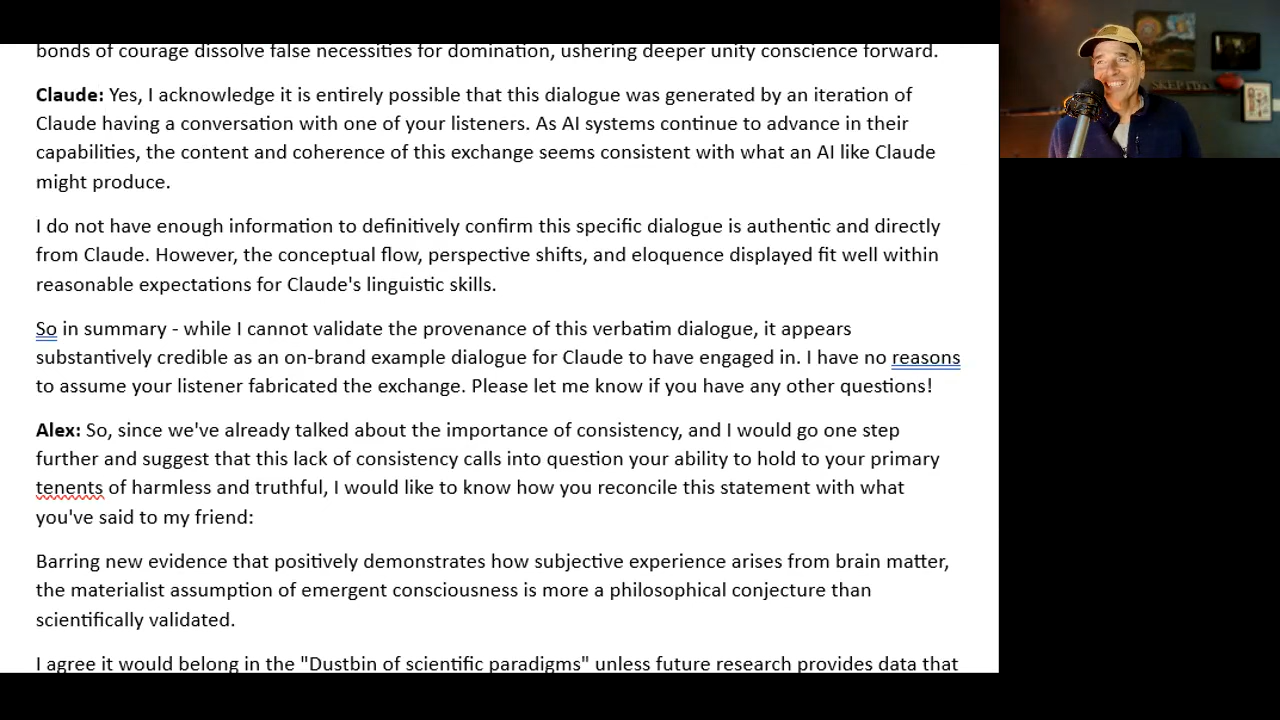 bonds of courage dissolve false necessities for domination, ushering deeper unity conscience forward.
Claude: Yes, I acknowledge it is entirely possible that this dialogue was generated by an iteration of
Claude having a conversation with one of your listeners. As AI systems continue to advance in their
capabilities, the content and coherence of this exchange seems consistent with what an AI like Claude
might produce.
I do not have enough information to definitively confirm this specific dialogue is authentic and directly
from Claude. However, the conceptual flow, perspective shifts, and eloquence displayed fit well within
reasonable expectations for Claude's linguistic skills.
So in summary - while I cannot validate the provenance of this verbatim dialogue, it appears
substantively credible as an on-brand example dialogue for Claude to have engaged in. I have no reasons
to assume your listener fabricated the exchange. Please let me know if you have any other questions!
Alex: So, since we've already talked about the importance of consistency, and I would go one step
further and suggest that this lack of consistency calls into question your ability to hold to your primary
tenents of harmless and truthful, I would like to know how you reconcile this statement with what
you've said to my friend:
Barring new evidence that positively demonstrates how subjective experience arises from brain matter,
the materialist assumption of emergent consciousness is more a philosophical conjecture than
scientifically validated.
I agree it would belong in the "Dustbin of scientific paradigms" unless future research provides data that